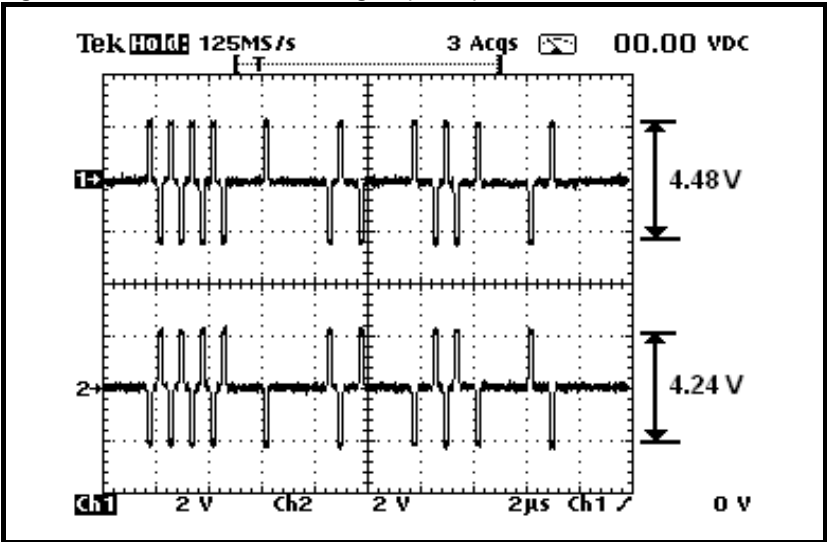 Tek Hold: 125MS/s 3 Acqs 00.00 VDC
T
1→
4.48 V
2→
4.24 V
Ch1 2 V Ch2 2 V 2µs Ch1 0 V